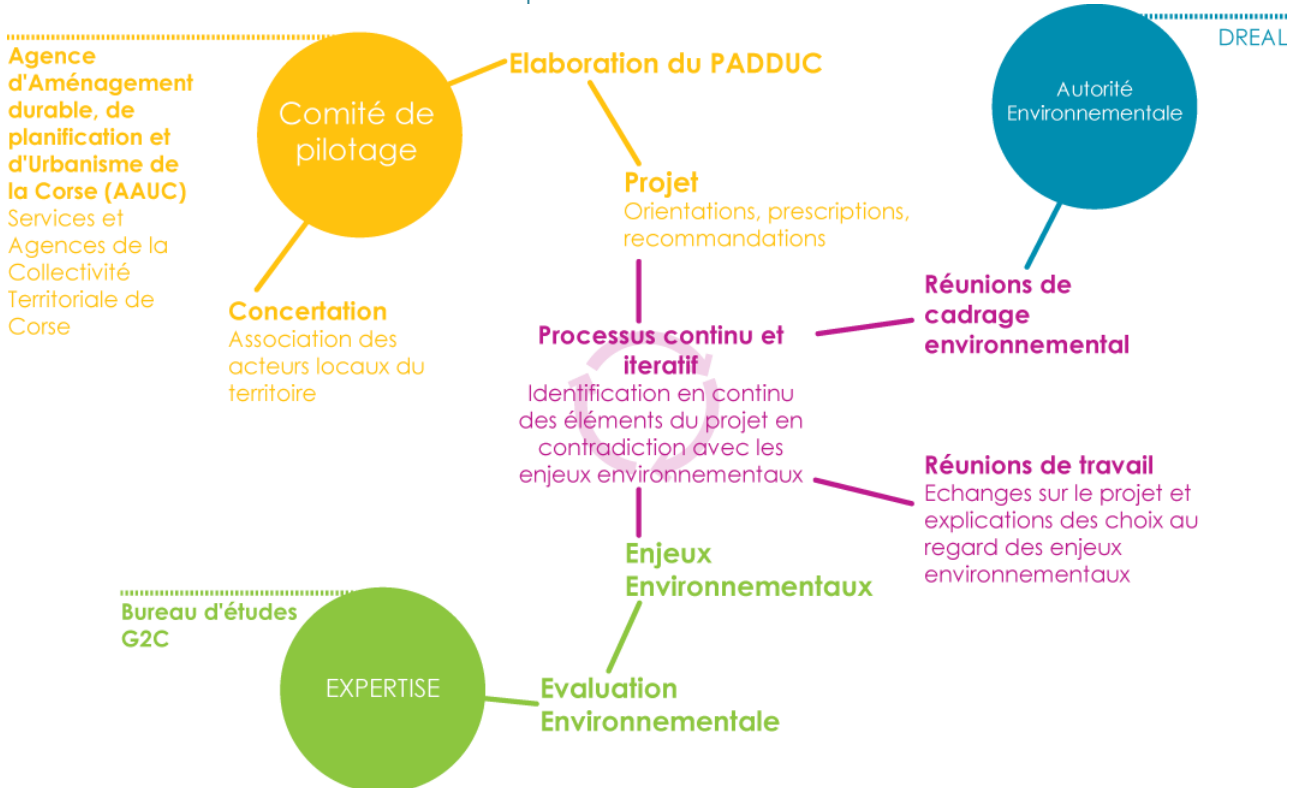 Agence
d'Aménagement
durable, de
planification et
d'Urbanisme de
la Corse (AAUC)
Services et
Agences de la
Collectivité
Territoriale de
Corse
Comité de
pilotage
Elaboration du PADDUC
DREAL
Autorité
Environnementale
Projet
Orientations, prescriptions,
recommandations
Concertation
Association des
acteurs locaux du
territoire
Processus continu et
iteratif
Identification en continu
des éléments du projet en
contradiction avec les
enjeux environnementaux
Réunions de
cadrage
environnemental
Réunions de travail
Echanges sur le projet et
explications des choix au
regard des enjeux
environnementaux
Enjeux
Environnementaux
Bureau d'études
G2C
EXPERTISE
Evaluation
Environnementale